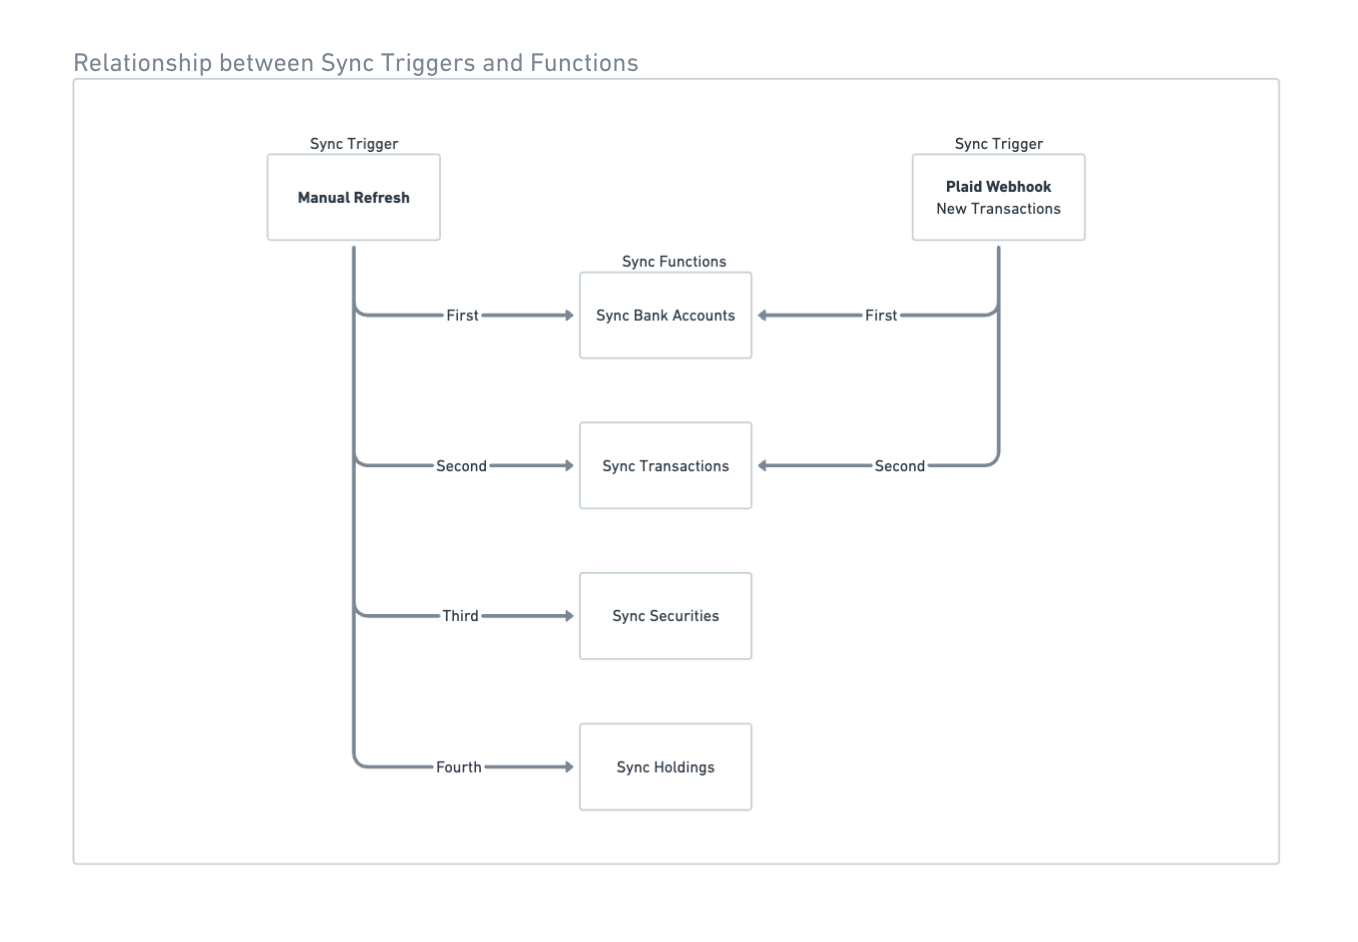 Relationship between Sync Triggers and Functions
Sync Trigger
Manual Refresh
Sync Trigger
Plaid Webhook
New Transactions
Sync Functions
Sync Bank Accounts
First
First
Second
Sync Transactions
Second
Third
Sync Securities
Fourth
Sync Holdings